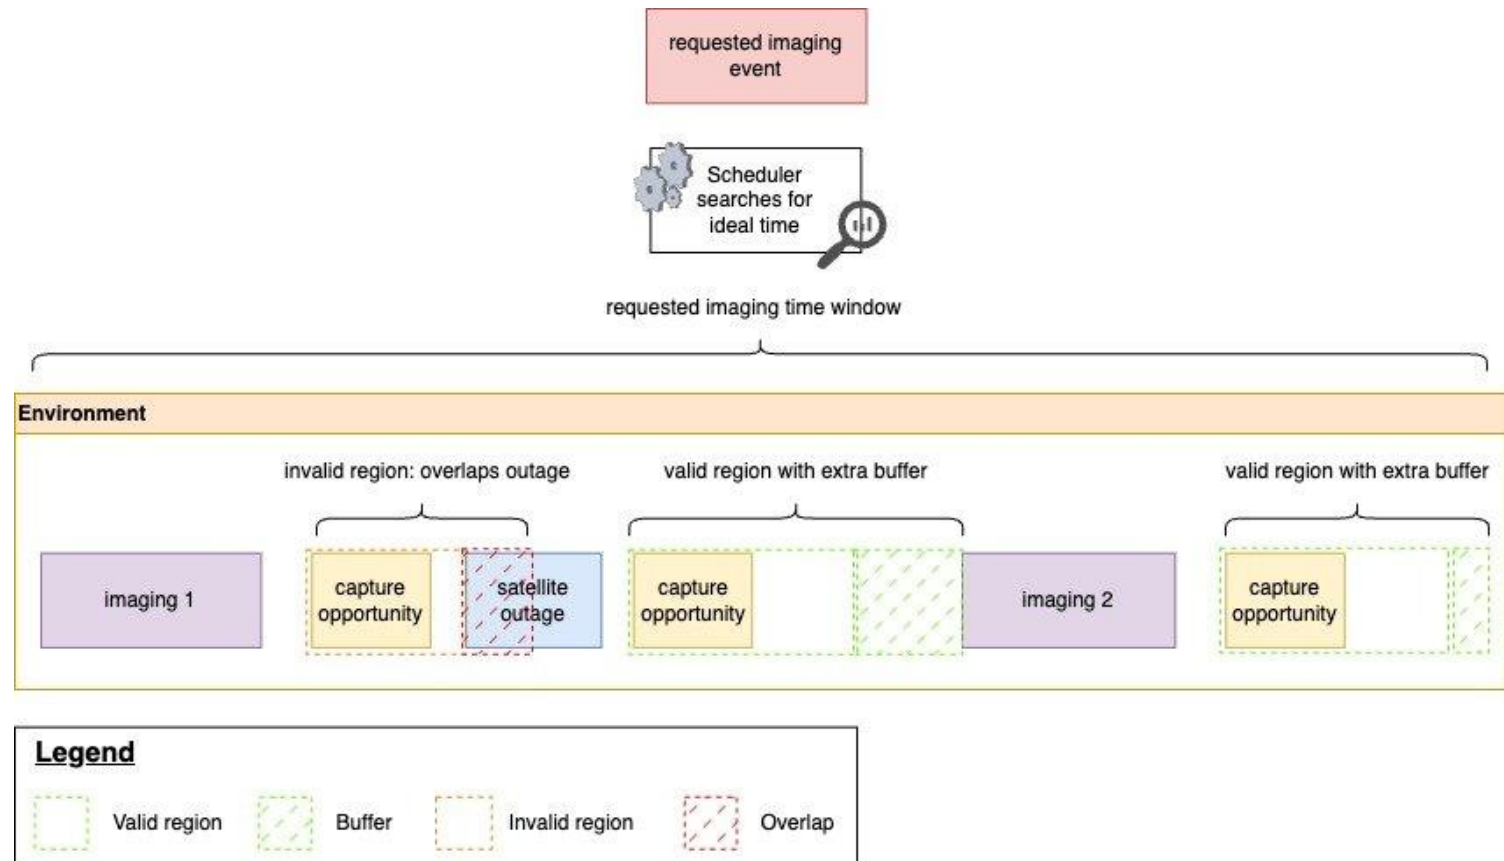 requested imaging
event
Scheduler
searches for
ideal time
requested imaging time window
Environment
invalid region: overlaps outage
valid region with extra buffer
valid region with extra buffer
imaging 1
capture
opportunity
satellite
outage
capture
opportunity
imaging 2
capture
opportunity
Legend
Valid region
Buffer
Invalid region
Overlap